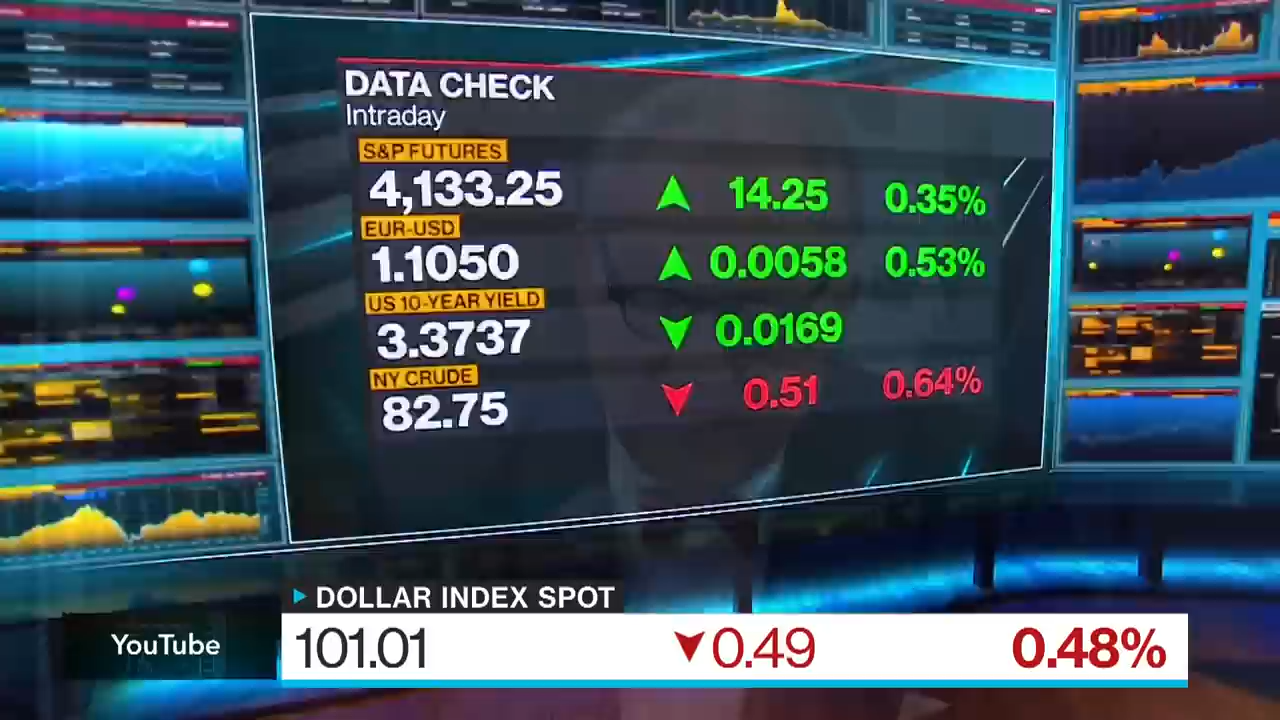 DATA CHECK
Intraday
S&P FUTURES
4,133.25 ▲ 14.25 0.35%
EUR-USD
1.1050 ▲ 0.0058 0.53%
US 10-YEAR YIELD
3.3737 ▼ 0.0169
NY CRUDE
82.75 ▼ 0.51 0.64%
DOLLAR INDEX SPOT
YouTube 101.01 ▼ 0.49 0.48%